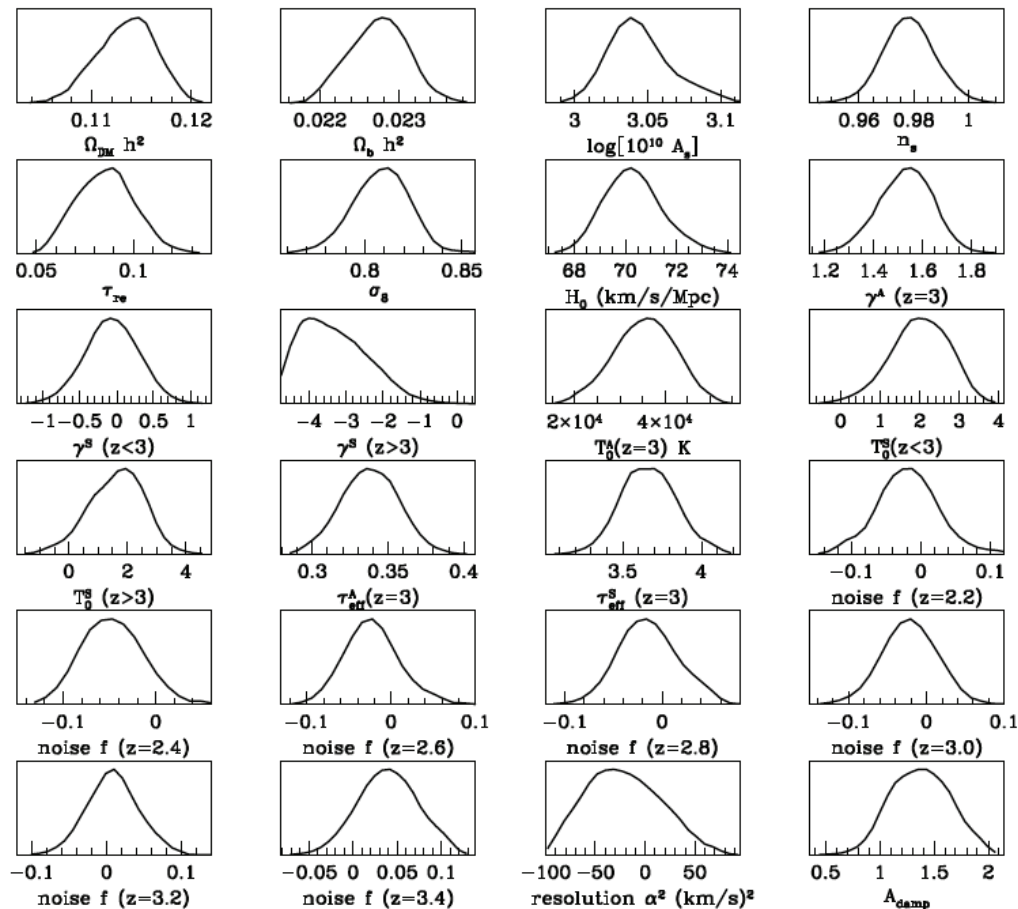 0.11 0.12 0.022 0.023 3 3.05 3.1 0.96 0.98 1
Ω_DM h² Ω_b h² log[10¹⁰ A_s] n_s
0.05 0.1 0.8 0.85 68 70 72 74 1.2 1.4 1.6 1.8
τ_re σ_8 H_0 (km/s/Mpc) γ^A (z=3)
−1 −0.5 0 0.5 1 −4 −3 −2 −1 0 2×10⁴ 4×10⁴ 0 1 2 3 4
γ^S (z<3) γ^S (z>3) T_0^A(z=3) K T_0^S(z<3)
0 2 4 0.3 0.35 0.4 3.5 4 −0.1 0 0.1
T_0^S (z>3) τ_eff^A(z=3) τ_eff^S (z=3) noise f (z=2.2)
−0.1 0 −0.1 0 0.1 −0.1 0 −0.1 0 0.1
noise f (z=2.4) noise f (z=2.6) noise f (z=2.8) noise f (z=3.0)
−0.1 0 0.1 −0.05 0 0.05 0.1 −100 −50 0 50 0.5 1 1.5 2
noise f (z=3.2) noise f (z=3.4) resolution α² (km/s)² A_damp